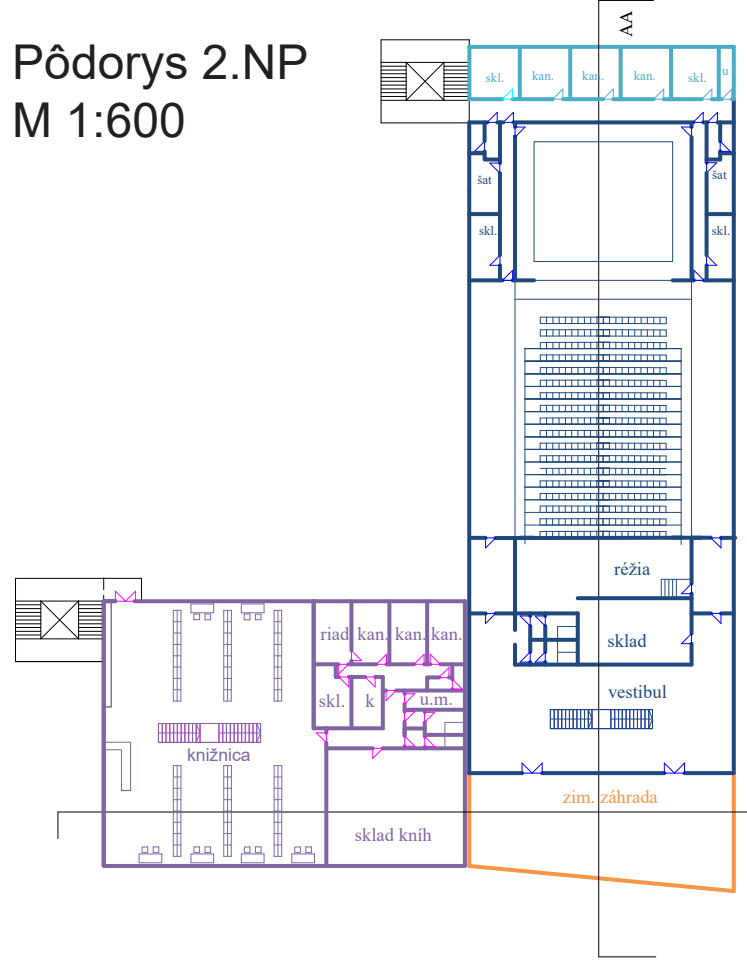 Pôdorys 2.NP
M 1:600
AA
skl. kan. kan. kan. skl. u
šat šat
skl. skl.
réžia
sklad
vestibul
riad kan. kan. kan.
skl. k u.m.
knižnica
sklad kníh
zim. záhrada